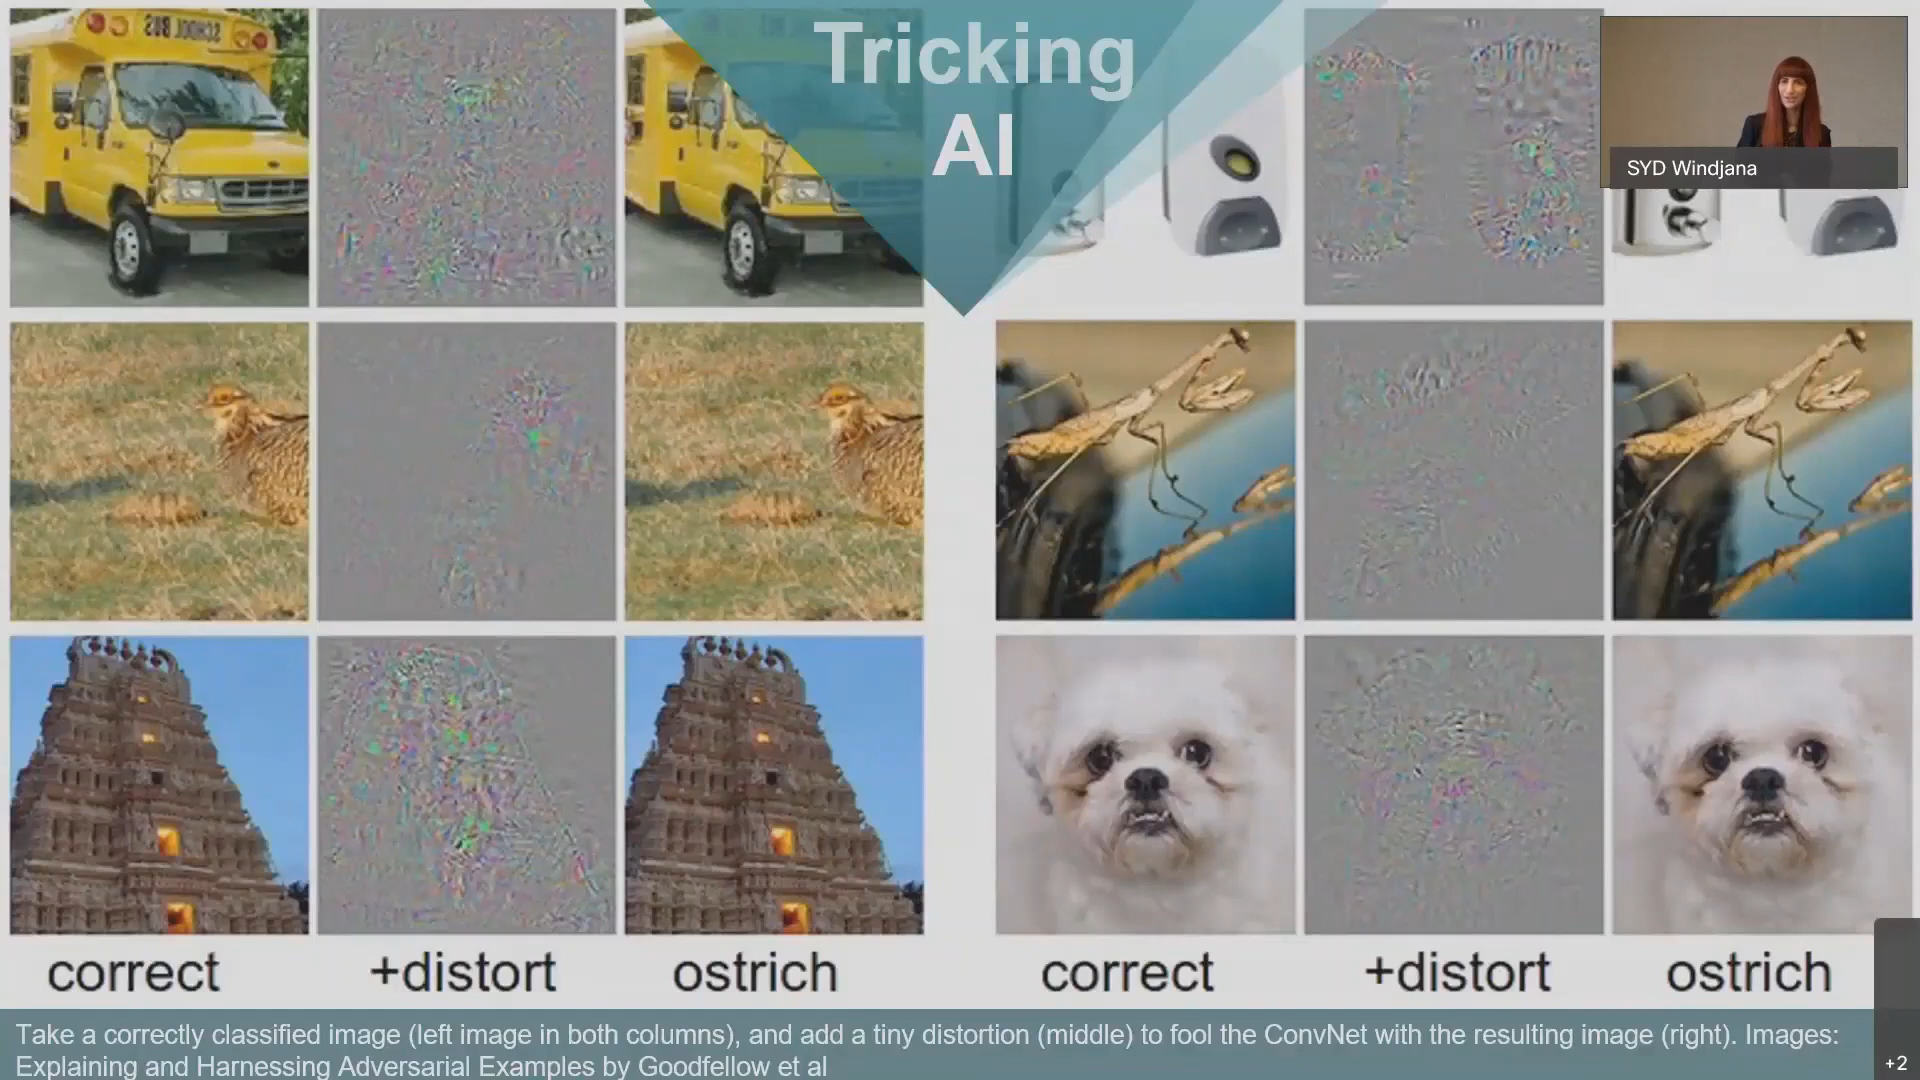 SCHOOL BUS
Tricking
AI
SYD Windjana
correct
+distort
ostrich
correct
+distort
ostrich
Take a correctly classified image (left image in both columns), and add a tiny distortion (middle) to fool the ConvNet with the resulting image (right). Images:
Explaining and Harnessing Adversarial Examples by Goodfellow et al
+2